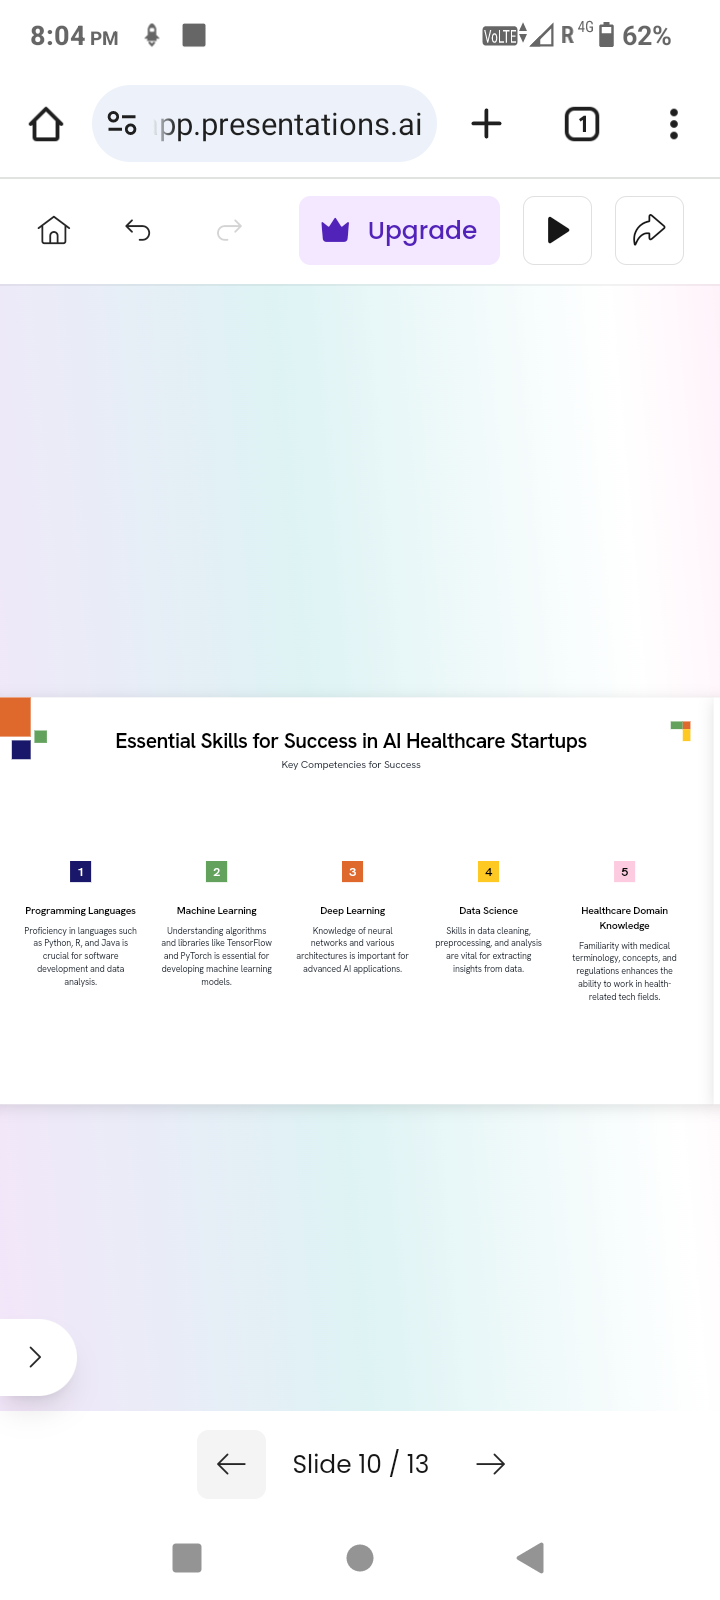 8:04 PM VoLTE R 4G 62%
pp.presentations.ai 1
Upgrade
Essential Skills for Success in AI Healthcare Startups
Key Competencies for Success
1
Programming Languages
Proficiency in languages such
as Python, R, and Java is
crucial for software
development and data
analysis.
2
Machine Learning
Understanding algorithms
and libraries like TensorFlow
and PyTorch is essential for
developing machine learning
models.
3
Deep Learning
Knowledge of neural
networks and various
architectures is important for
advanced AI applications.
4
Data Science
Skills in data cleaning,
preprocessing, and analysis
are vital for extracting
insights from data.
5
Healthcare Domain
Knowledge
Familiarity with medical
terminology, concepts, and
regulations enhances the
ability to work in health-
related tech fields.
Slide 10 / 13